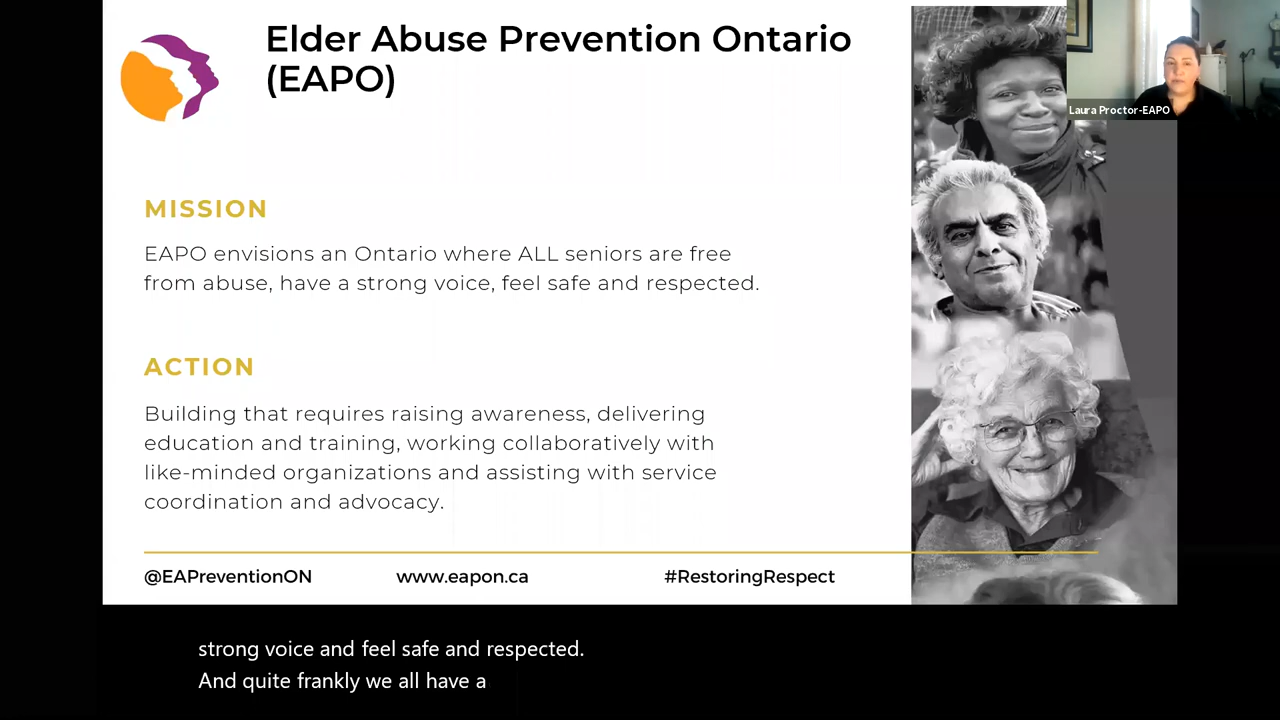 Elder Abuse Prevention Ontario
(EAPO)
Laura Proctor-EAPO
MISSION
EAPO envisions an Ontario where ALL seniors are free
from abuse, have a strong voice, feel safe and respected.
ACTION
Building that requires raising awareness, delivering
education and training, working collaboratively with
like-minded organizations and assisting with service
coordination and advocacy.
@EAPreventionON
www.eapon.ca
#RestoringRespect
strong voice and feel safe and respected.
And quite frankly we all have a